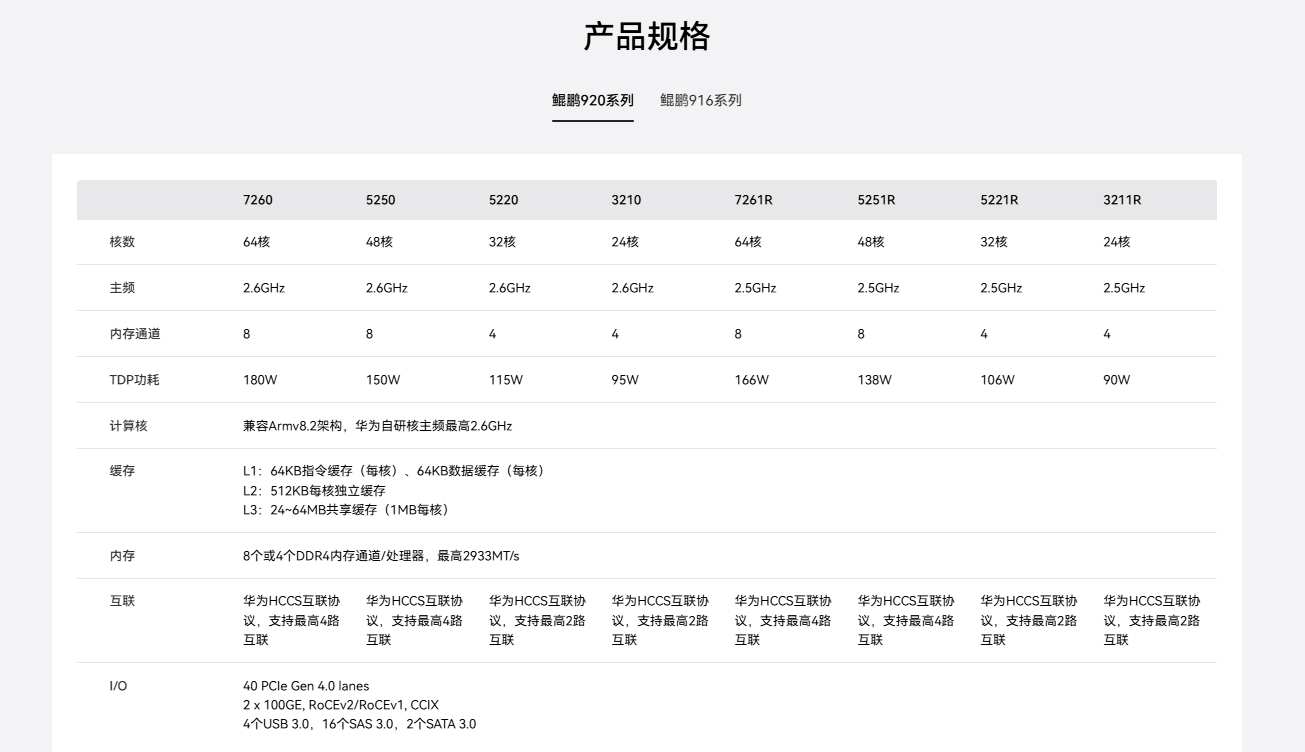 产品规格
鲲鹏920系列 鲲鹏916系列
7260 5250 5220 3210 7261R 5251R 5221R 3211R
核数 64核 48核 32核 24核 64核 48核 32核 24核
主频 2.6GHz 2.6GHz 2.6GHz 2.6GHz 2.5GHz 2.5GHz 2.5GHz 2.5GHz
内存通道 8 8 4 4 8 8 4 4
TDP功耗 180W 150W 115W 95W 166W 138W 106W 90W
计算核 兼容Armv8.2架构，华为自研核主频最高2.6GHz
缓存 L1：64KB指令缓存（每核）、64KB数据缓存（每核）
L2：512KB每核独立缓存
L3：24~64MB共享缓存（1MB每核）
内存 8个或4个DDR4内存通道/处理器，最高2933MT/s
互联 华为HCCS互联协 华为HCCS互联协 华为HCCS互联协 华为HCCS互联协 华为HCCS互联协 华为HCCS互联协 华为HCCS互联协 华为HCCS互联协
议，支持最高4路 议，支持最高4路 议，支持最高2路 议，支持最高2路 议，支持最高4路 议，支持最高4路 议，支持最高2路 议，支持最高2路
互联 互联 互联 互联 互联 互联 互联 互联
I/O 40 PCIe Gen 4.0 lanes
2 x 100GE, RoCEv2/RoCEv1, CCIX
4个USB 3.0，16个SAS 3.0，2个SATA 3.0